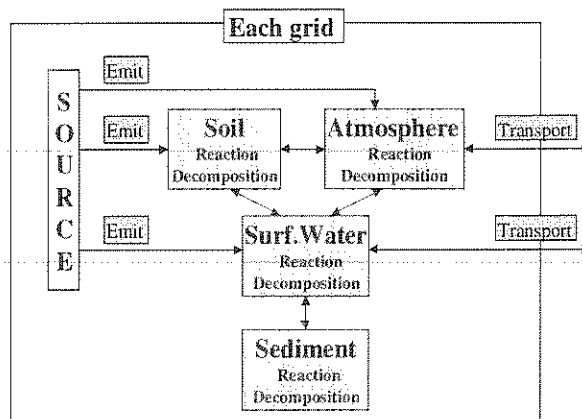 Each grid
Emit
SOURCE
Emit
Soil
Reaction
Decomposition
Atmosphere
Reaction
Decomposition
Transport
Emit
Surf.Water
Reaction
Decomposition
Transport
Sediment
Reaction
Decomposition